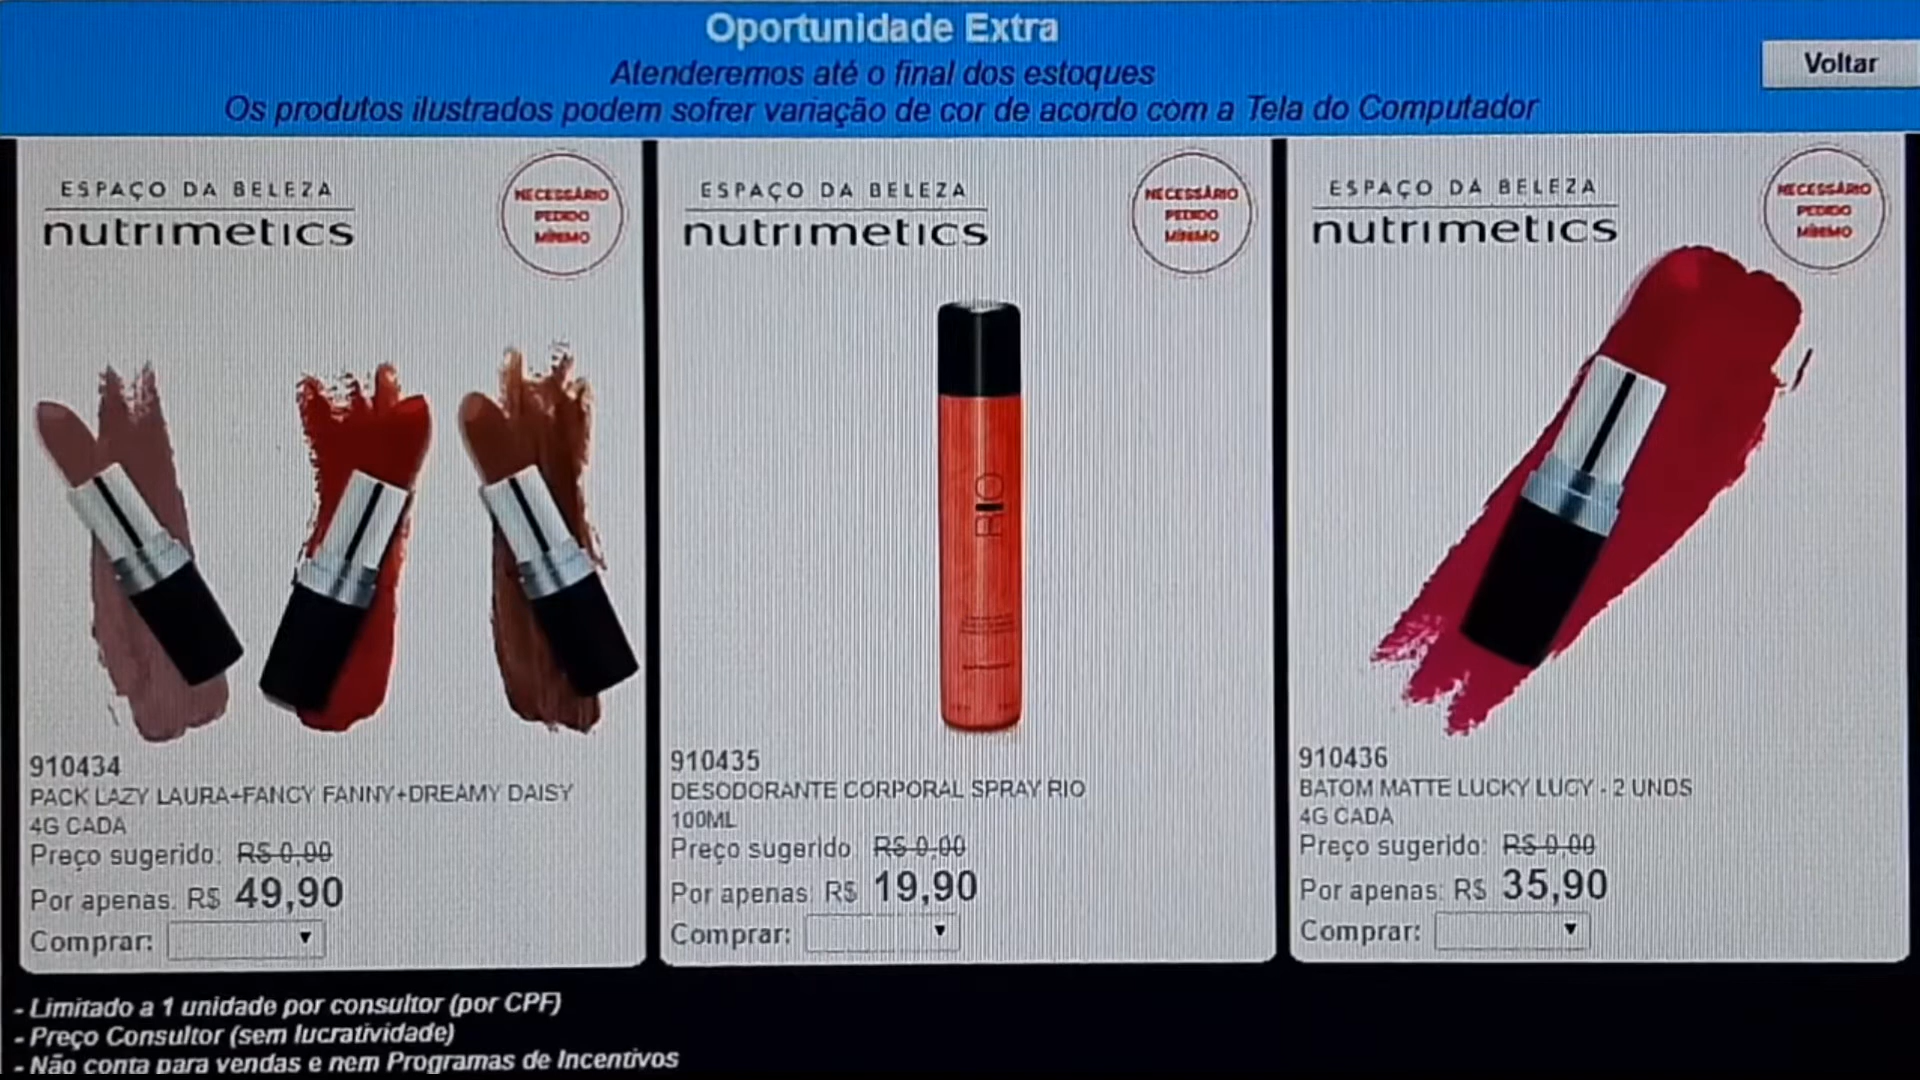 Oportunidade Extra
Atenderemos até o final dos estoques
Os produtos ilustrados podem sofrer variação de cor de acordo com a Tela do Computador
Voltar
ESPAÇO DA BELEZA
nutrimetics
NECESSÁRIO
PEDIDO
MÍNIMO
910434
PACK LAZY LAURA+FANCY FANNY+DREAMY DAISY
4G CADA
Preço sugerido: R$ 0,00
Por apenas: R$ 49,90
Comprar:
ESPAÇO DA BELEZA
nutrimetics
NECESSÁRIO
PEDIDO
MÍNIMO
RIO
910435
DESODORANTE CORPORAL SPRAY RIO
100ML
Preço sugerido: R$ 0,00
Por apenas: R$ 19,90
Comprar:
ESPAÇO DA BELEZA
nutrimetics
NECESSÁRIO
PEDIDO
MÍNIMO
910436
BATOM MATTE LUCKY LUCY - 2 UNDS
4G CADA
Preço sugerido: R$ 0,00
Por apenas: R$ 35,90
Comprar:
- Limitado a 1 unidade por consultor (por CPF)
- Preço Consultor (sem lucratividade)
- Não conta para vendas e nem Programas de Incentivos